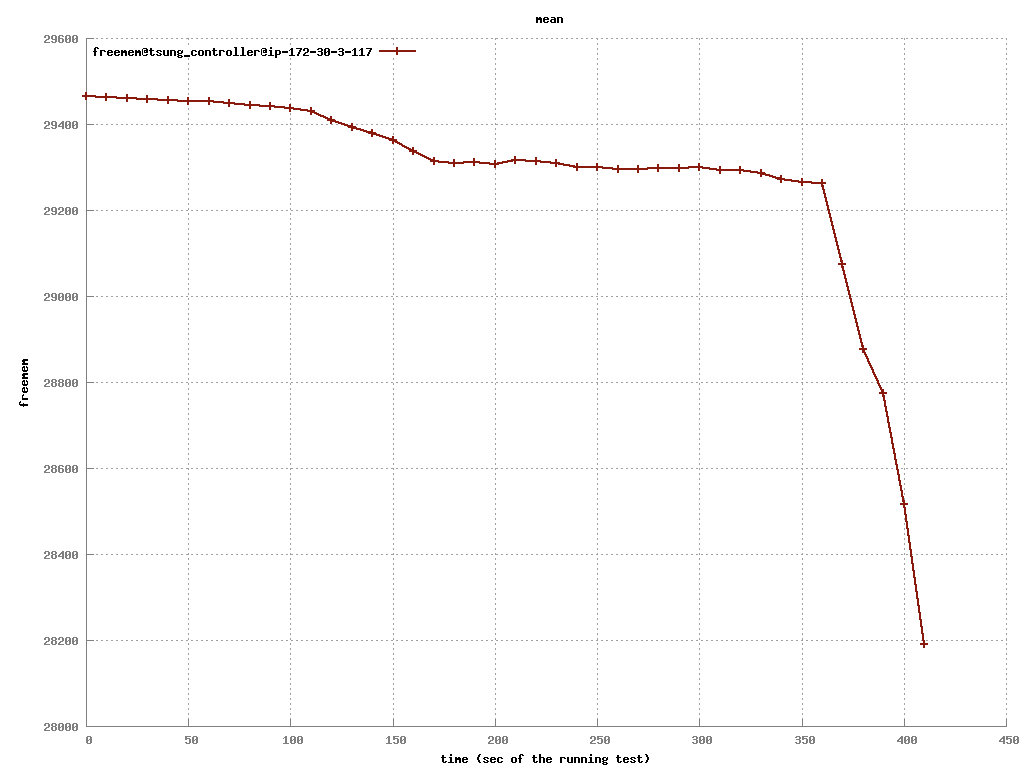 mean
freemem@tsung_controller@ip-172-30-3-117
29600
29400
29200
29000
28800
28600
28400
28200
28000
freemem
0 50 100 150 200 250 300 350 400 450
time (sec of the running test)